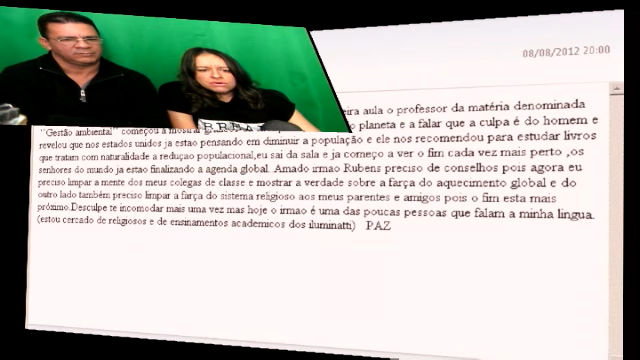 08/08/2012 20:00
eira aula o professor da matéria denominada
"Gestão ambiental" começou a mostrar planeta e a falar que a culpa é do homem e
revelou que nos estados unidos ja estao pensando em diminuir a população e ele nos recomendou para estudar livros
que tratam com naturalidade a redução populacional,eu sai da sala e ja começo a ver o fim cada vez mais perto ,os
senhores do mundo ja estao finalizando a agenda global. Amado irmao Rubens preciso de conselhos pois agora eu
preciso limpar a mente dos meus colegas de classe e mostrar a verdade sobre a farça do aquecimento global e do
outro lado também preciso limpar a farça do sistema religioso aos meus parentes e amigos pois o fim esta mais
próximo.Desculpe te incomodar mais uma vez mas hoje o irmao é uma das poucas pessoas que falam a minha lingua.
(estou cercado de religiosos e de ensinamentos academicos dos iluminatti) PAZ